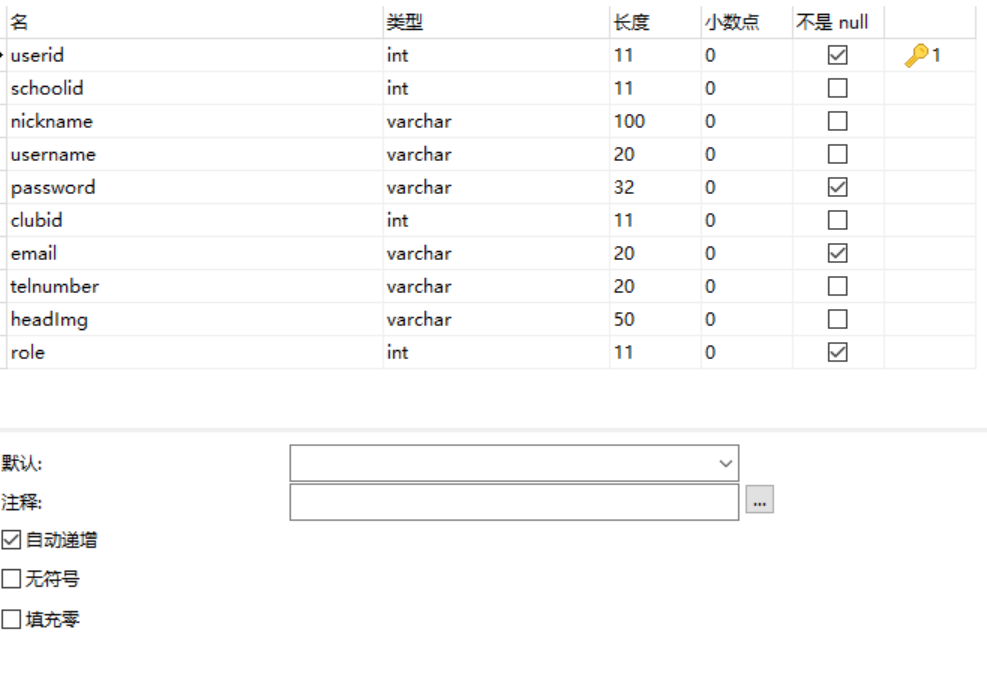 名 类型 长度 小数点 不是 null
userid int 11 0 1
schoolid int 11 0
nickname varchar 100 0
username varchar 20 0
password varchar 32 0
clubid int 11 0
email varchar 20 0
telnumber varchar 20 0
headImg varchar 50 0
role int 11 0
默认:
注释: ...
自动递增
无符号
填充零